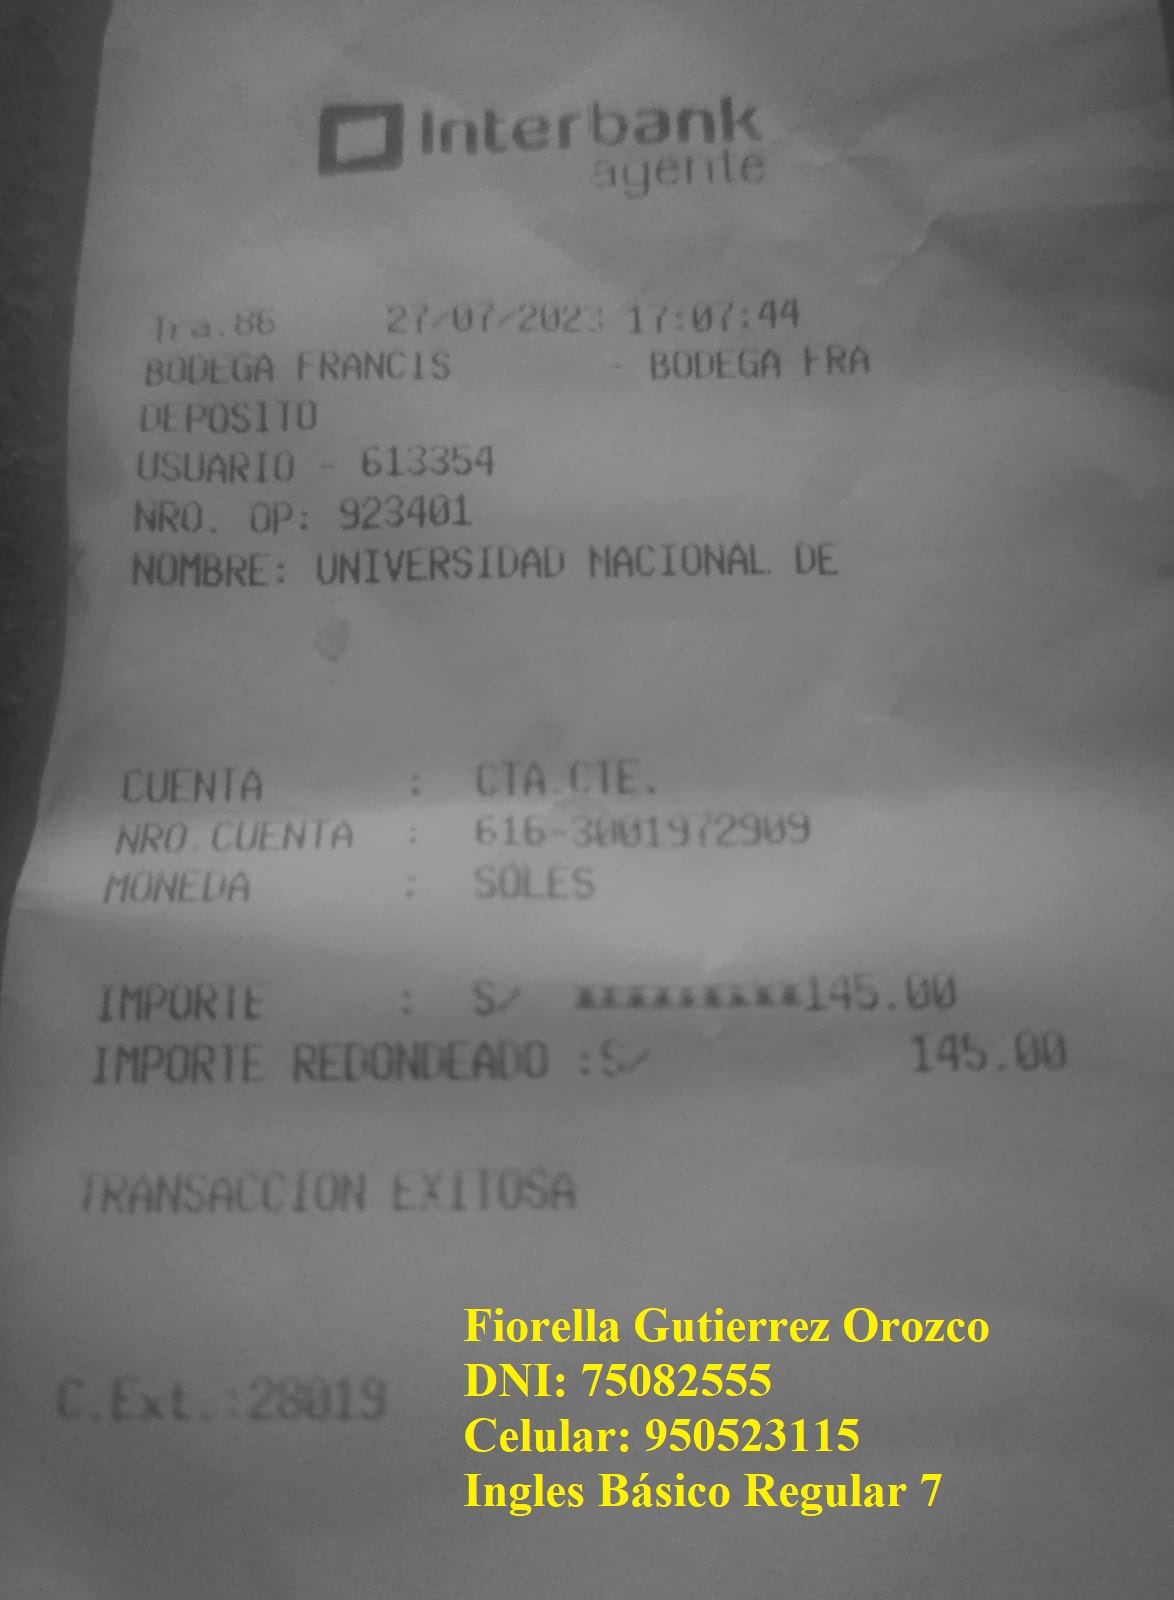 Interbank
agente
Tra.86 27/07/2023 17:07:44
BODEGA FRANCIS - BODEGA FRA
DEPOSITO
USUARIO - 613354
NRO. OP: 923401
NOMBRE: UNIVERSIDAD NACIONAL DE
CUENTA : CTA.CTE.
NRO.CUENTA : 616-3001972909
MONEDA : SOLES
IMPORTE : S/ *********145.00
IMPORTE REDONDEADO :S/ 145.00
TRANSACCION EXITOSA
C.Ext.:28019
Fiorella Gutierrez Orozco
DNI: 75082555
Celular: 950523115
Ingles Básico Regular 7